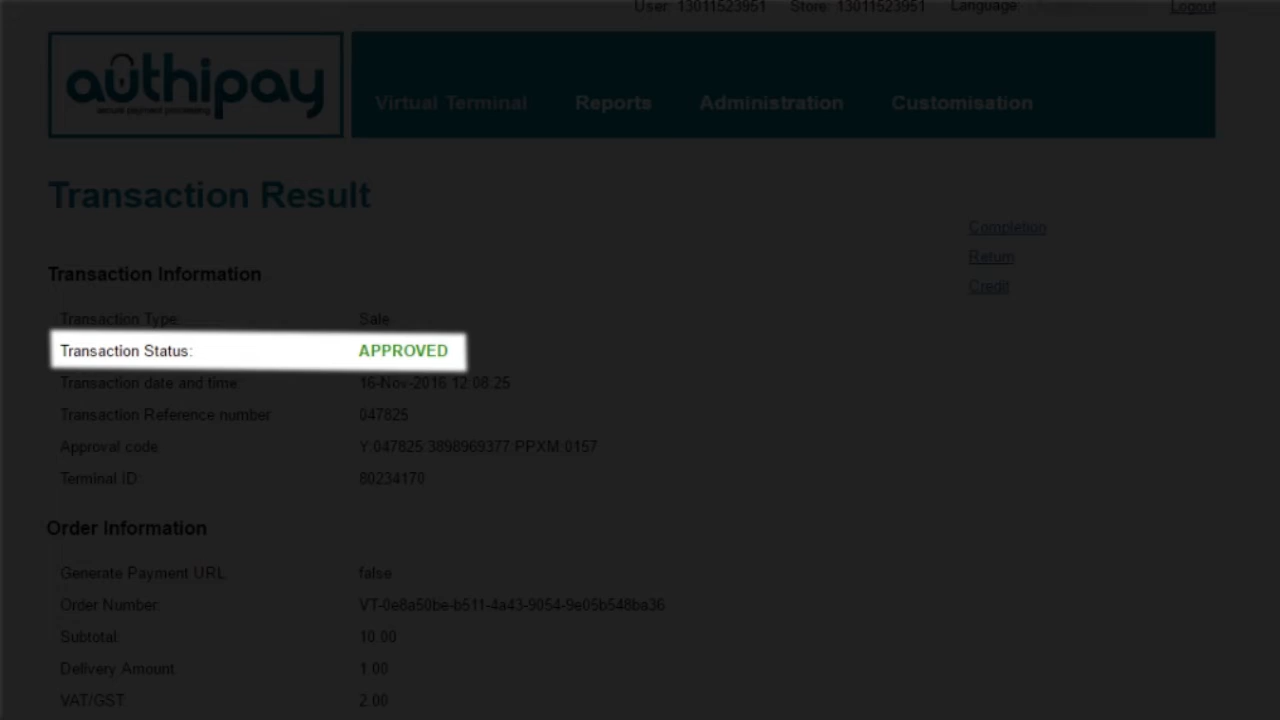 User: 13011523951 Store: 13011523951 Language: Logout
authipay
secure payment processing
Virtual Terminal Reports Administration Customisation
Transaction Result
Completion
Return
Credit
Transaction Information
Transaction Type: Sale
Transaction Status: APPROVED
Transaction date and time 16-Nov-2016 12:08:25
Transaction Reference number 047825
Approval code Y:047825:3898969377:PPXM:0157
Terminal ID: 80234170
Order Information
Generate Payment URL false
Order Number: VT-0e8a50be-b511-4a43-9054-9e05b548ba36
Subtotal: 10.00
Delivery Amount 1.00
VAT/GST 2.00